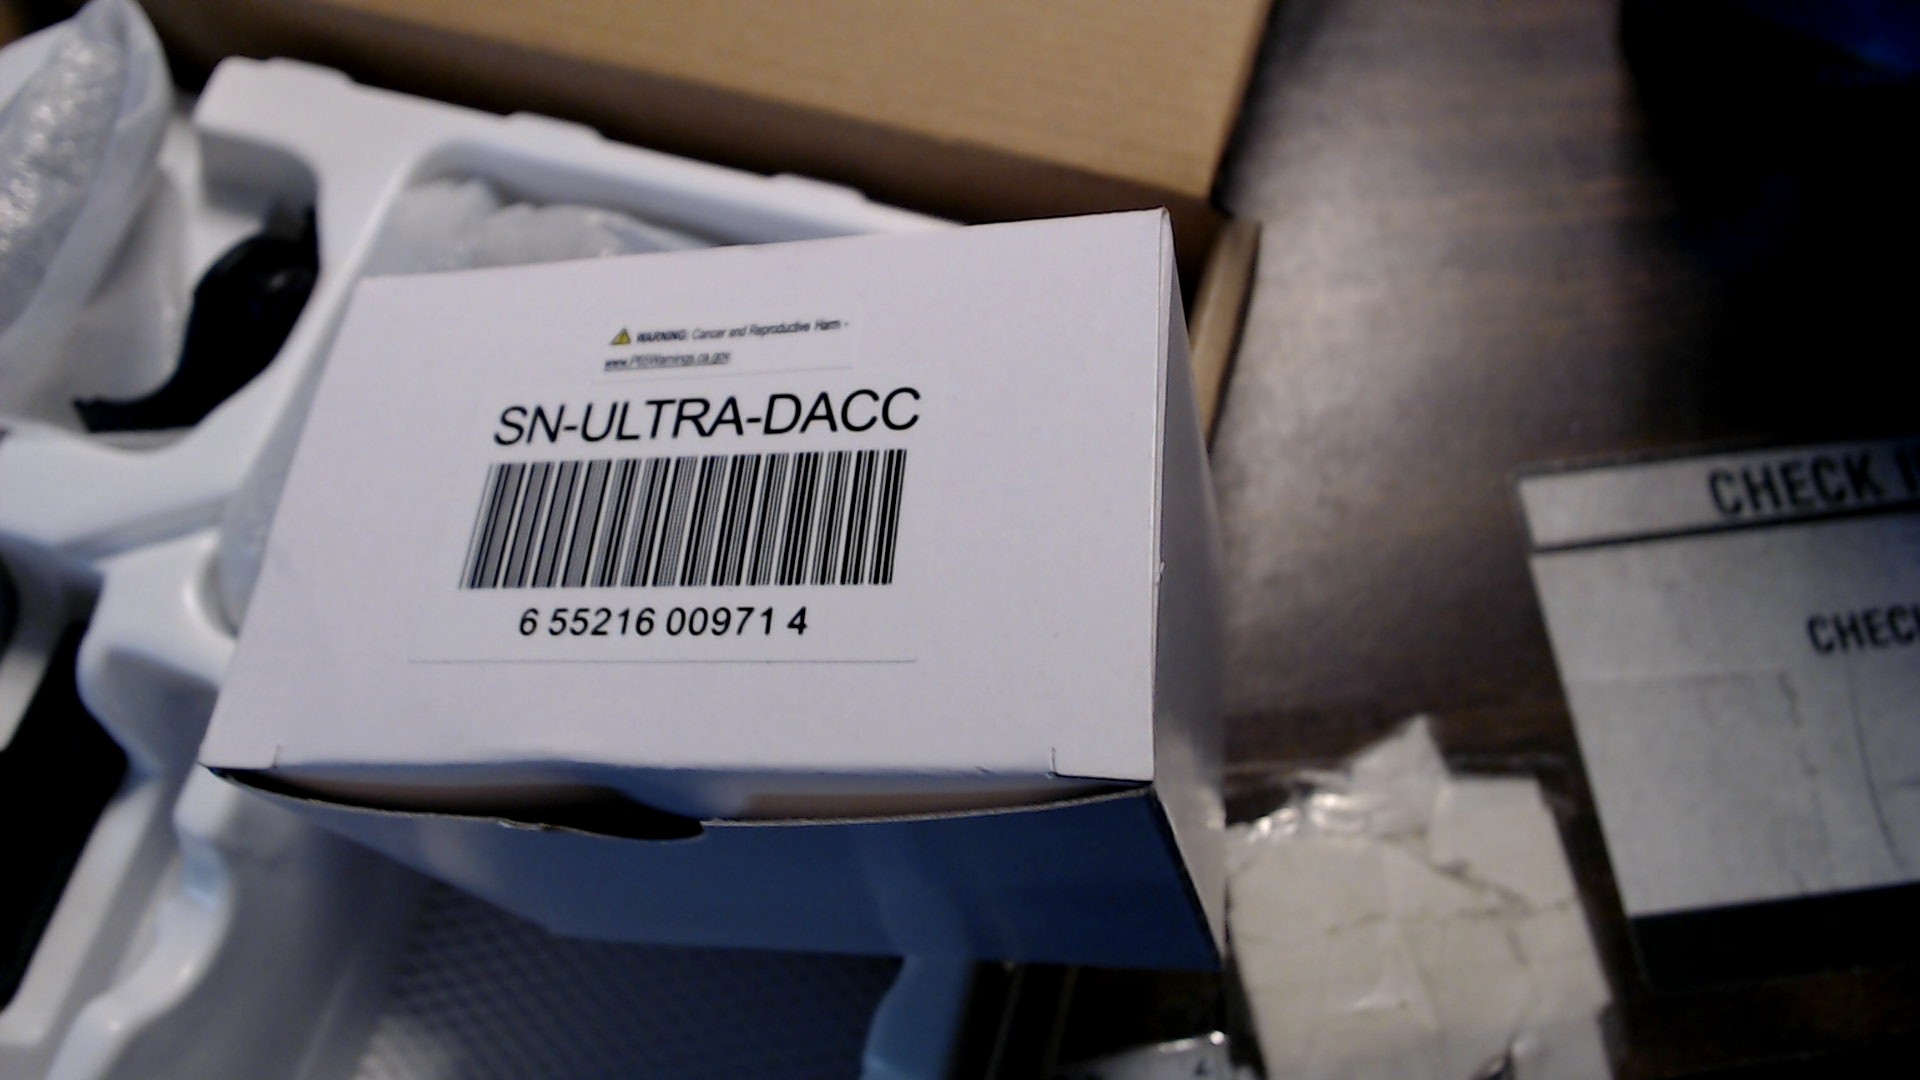 WARNING: Cancer and Reproductive Harm -
www.P65Warnings.ca.gov
SN-ULTRA-DACC
6 55216 00971 4
CHECK
CHECK